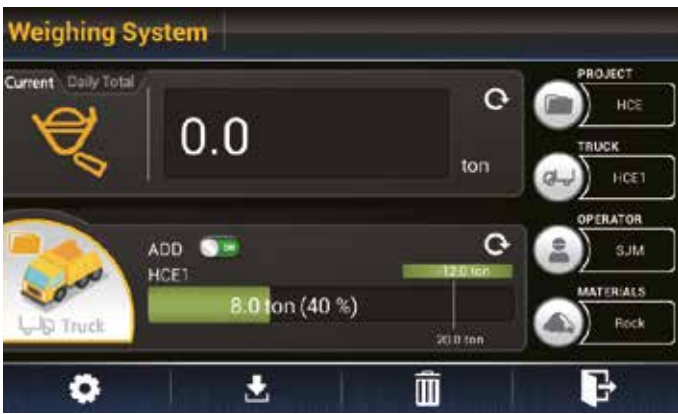 Weighing System
Current Daily Total
0.0
ton
ADD ON
HCE1
-12.0 ton
8.0 ton (40 %)
20.0 ton
Truck
PROJECT
HCE
TRUCK
HCE1
OPERATOR
SJM
MATERIALS
Rock